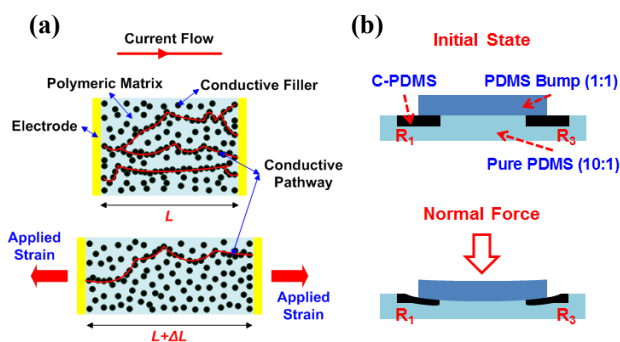 (a)
Current Flow
Polymeric Matrix
Conductive Filler
Electrode
Conductive
Pathway
L
Applied
Strain
Applied
Strain
L+ΔL
(b)
Initial State
C-PDMS
PDMS Bump (1:1)
R1
R3
Pure PDMS (10:1)
Normal Force
R1
R3